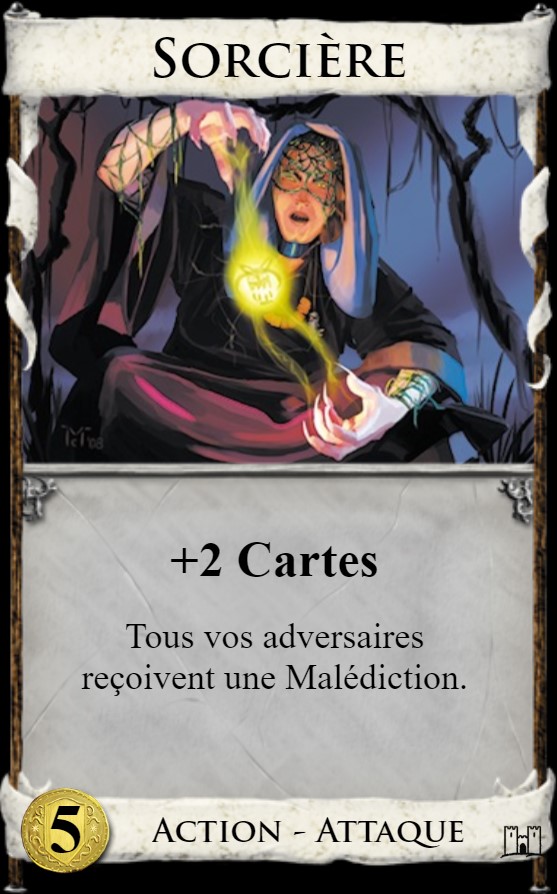 Sorcière
+2 Cartes
Tous vos adversaires
reçoivent une Malédiction.
5
Action - Attaque